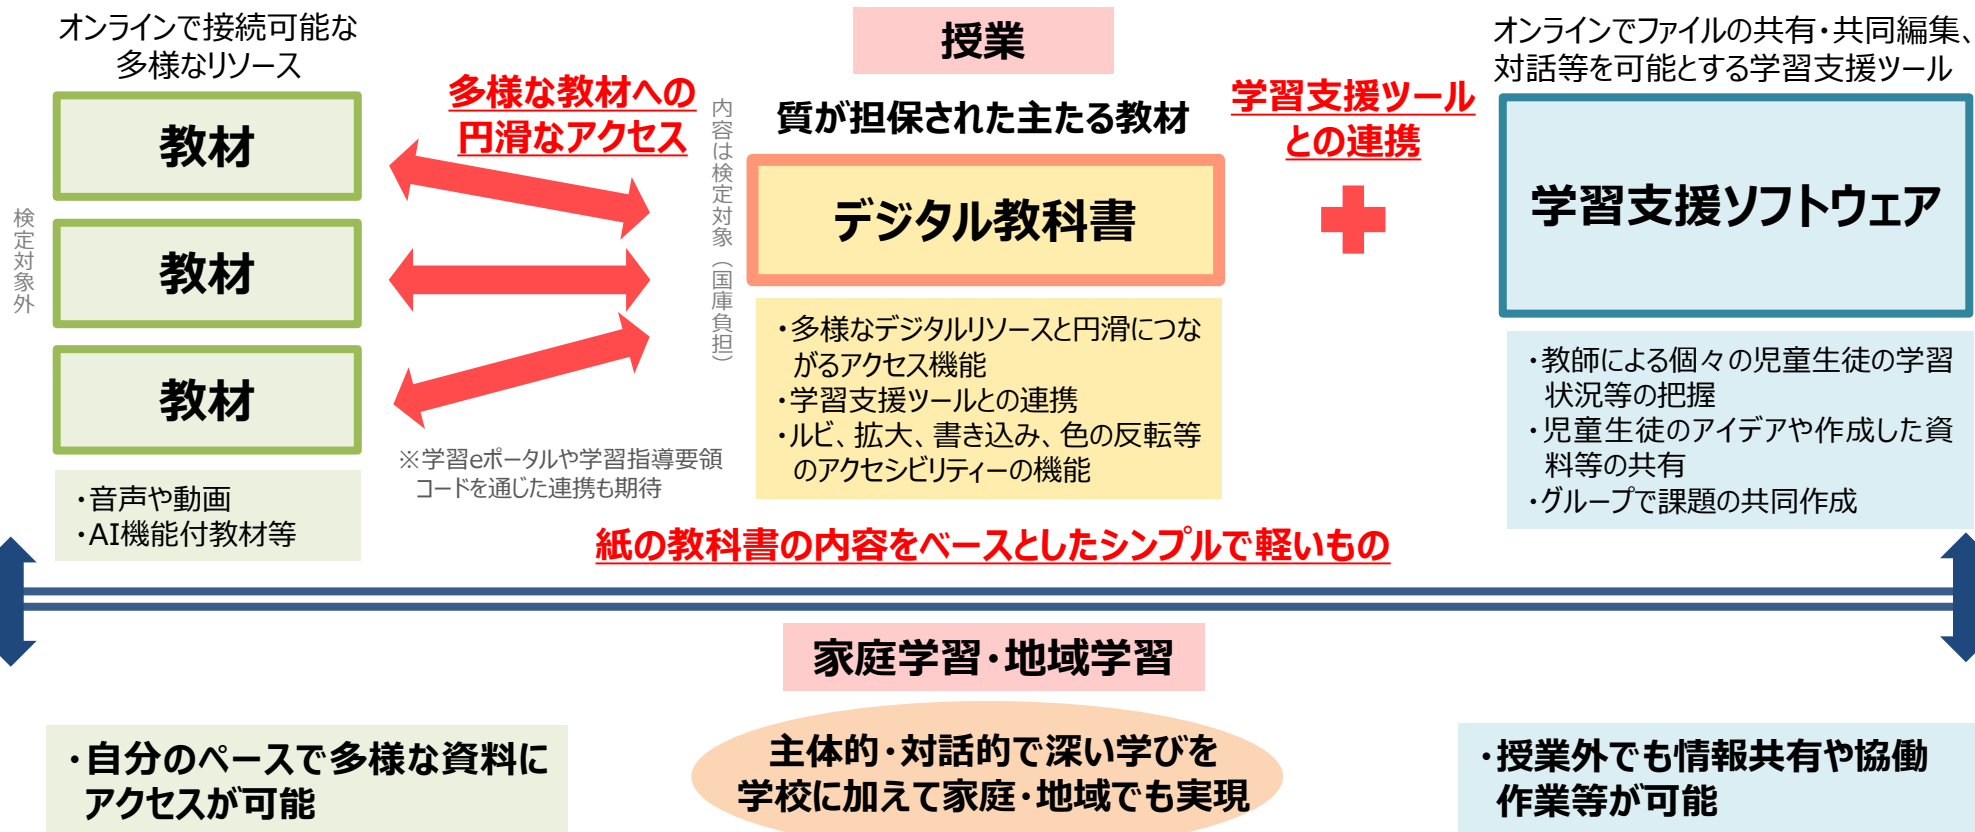 オンラインで接続可能な
多様なリソース
検定対象外
教材
教材
教材
・音声や動画
・AI機能付教材等
多様な教材への
円滑なアクセス
※学習eポータルや学習指導要領
コードを通じた連携も期待
授業
質が担保された主たる教材
内容は検定対象（国庫負担）
デジタル教科書
・多様なデジタルリソースと円滑につな
がるアクセス機能
・学習支援ツールとの連携
・ルビ、拡大、書き込み、色の反転等
のアクセシビリティーの機能
学習支援ツール
との連携
オンラインでファイルの共有・共同編集、
対話等を可能とする学習支援ツール
学習支援ソフトウェア
・教師による個々の児童生徒の学習
状況等の把握
・児童生徒のアイデアや作成した資
料等の共有
・グループで課題の共同作成
紙の教科書の内容をベースとしたシンプルで軽いもの
家庭学習・地域学習
・自分のペースで多様な資料に
アクセスが可能
主体的・対話的で深い学びを
学校に加えて家庭・地域でも実現
・授業外でも情報共有や協働
作業等が可能